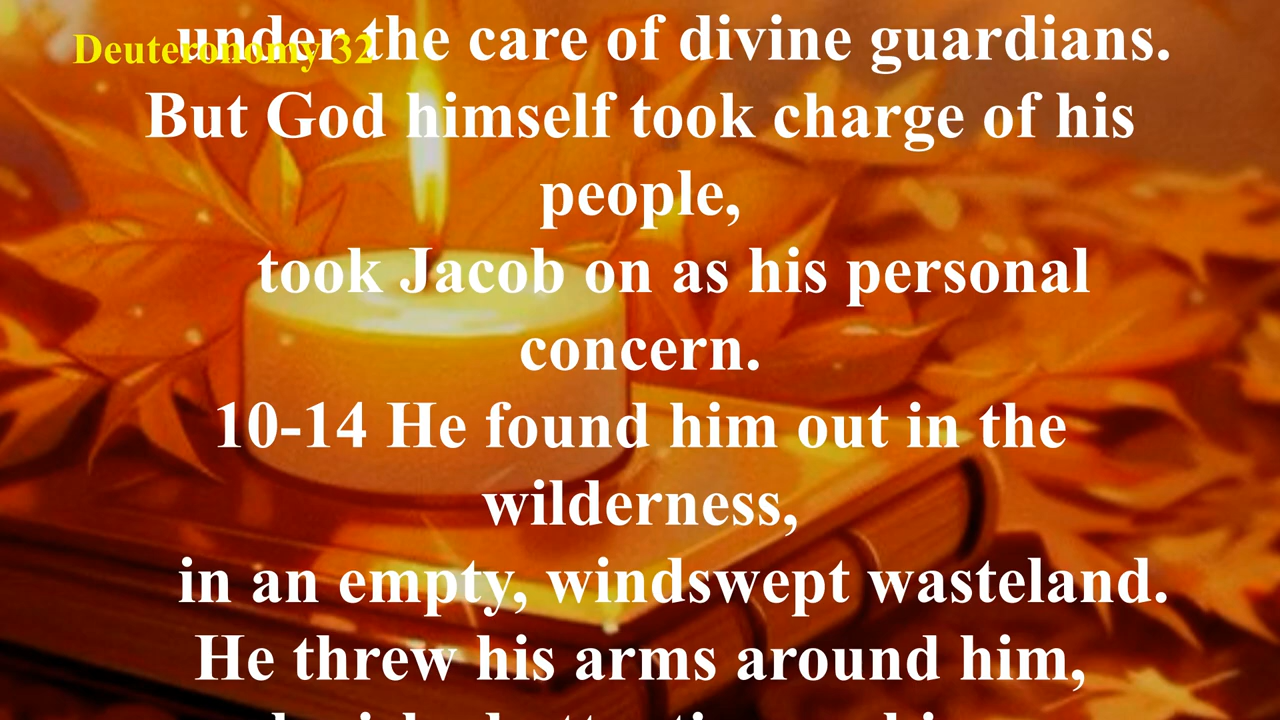 Deuteronomy 32
under the care of divine guardians.
But God himself took charge of his
people,
took Jacob on as his personal
concern.
10-14 He found him out in the
wilderness,
in an empty, windswept wasteland.
He threw his arms around him,